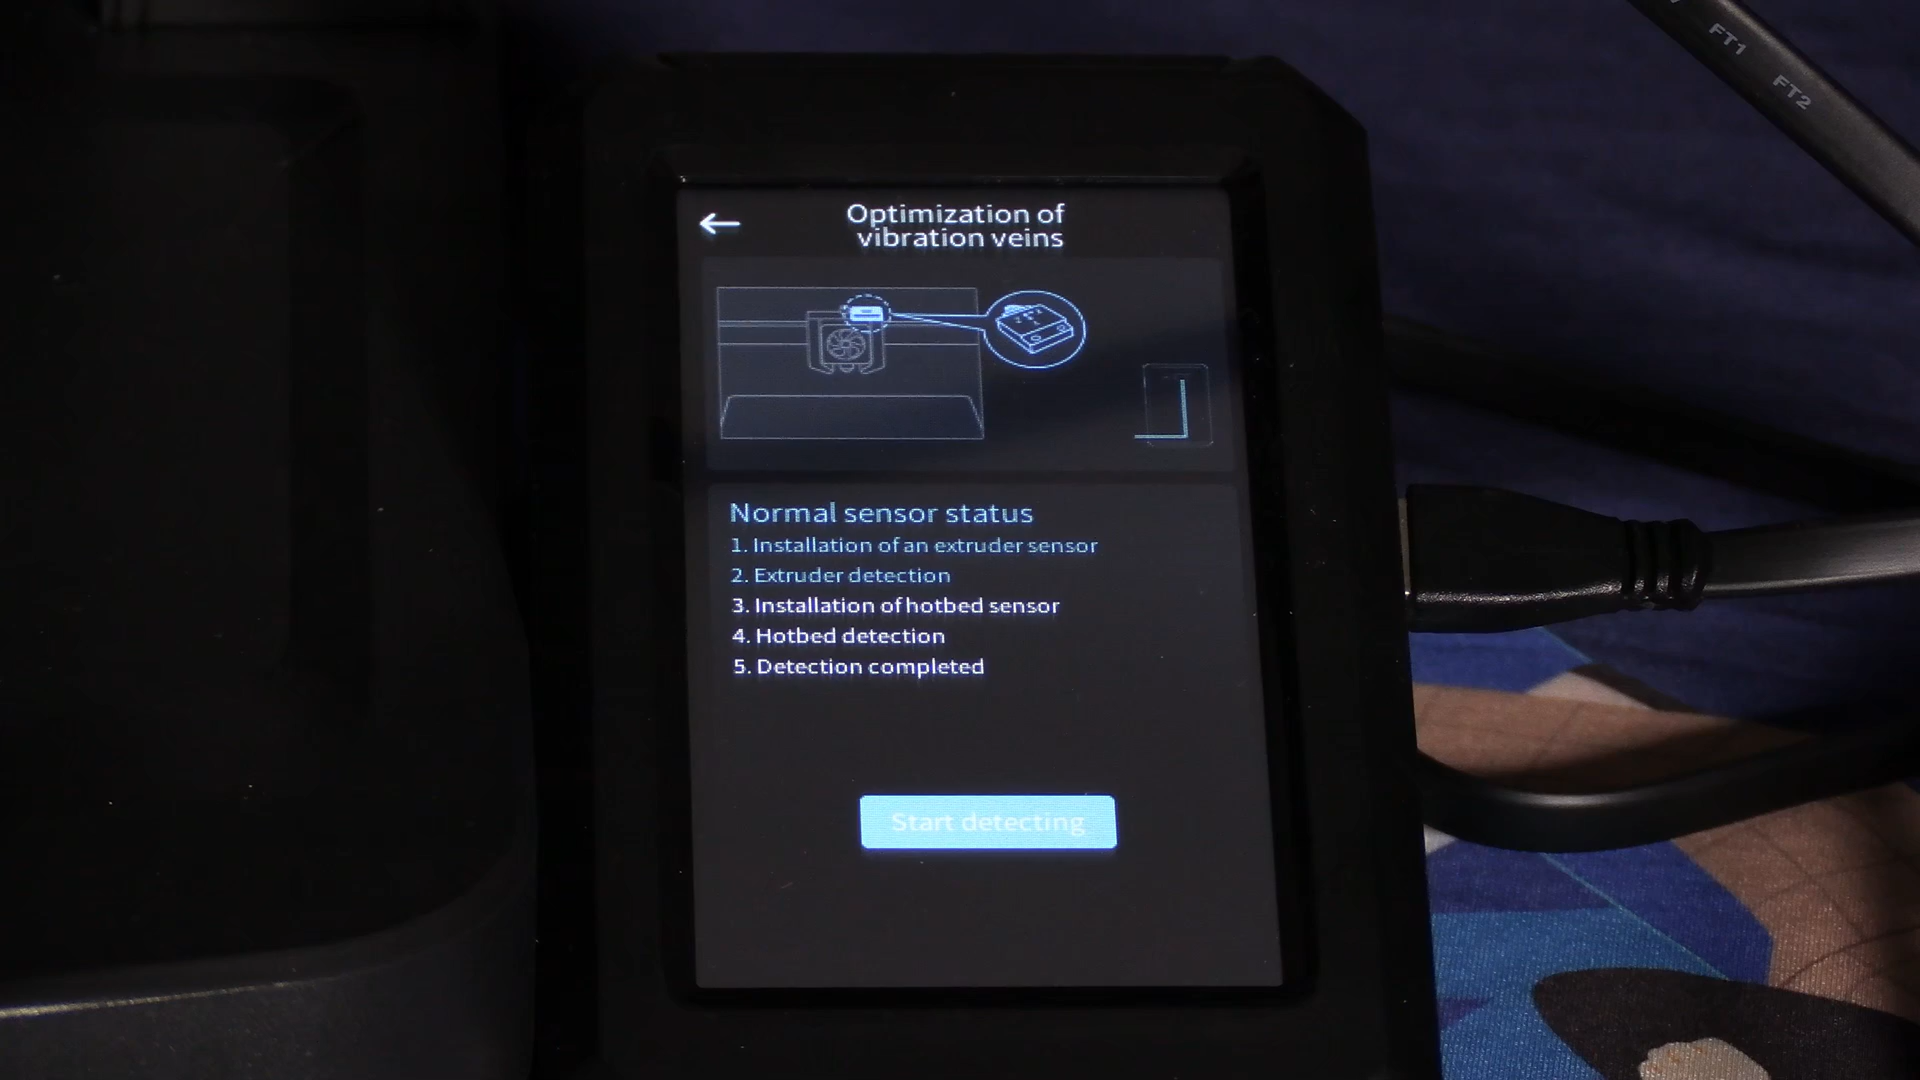 FT1
FT2
Optimization of
vibration veins
Normal sensor status
1. Installation of an extruder sensor
2. Extruder detection
3. Installation of hotbed sensor
4. Hotbed detection
5. Detection completed
Start detecting